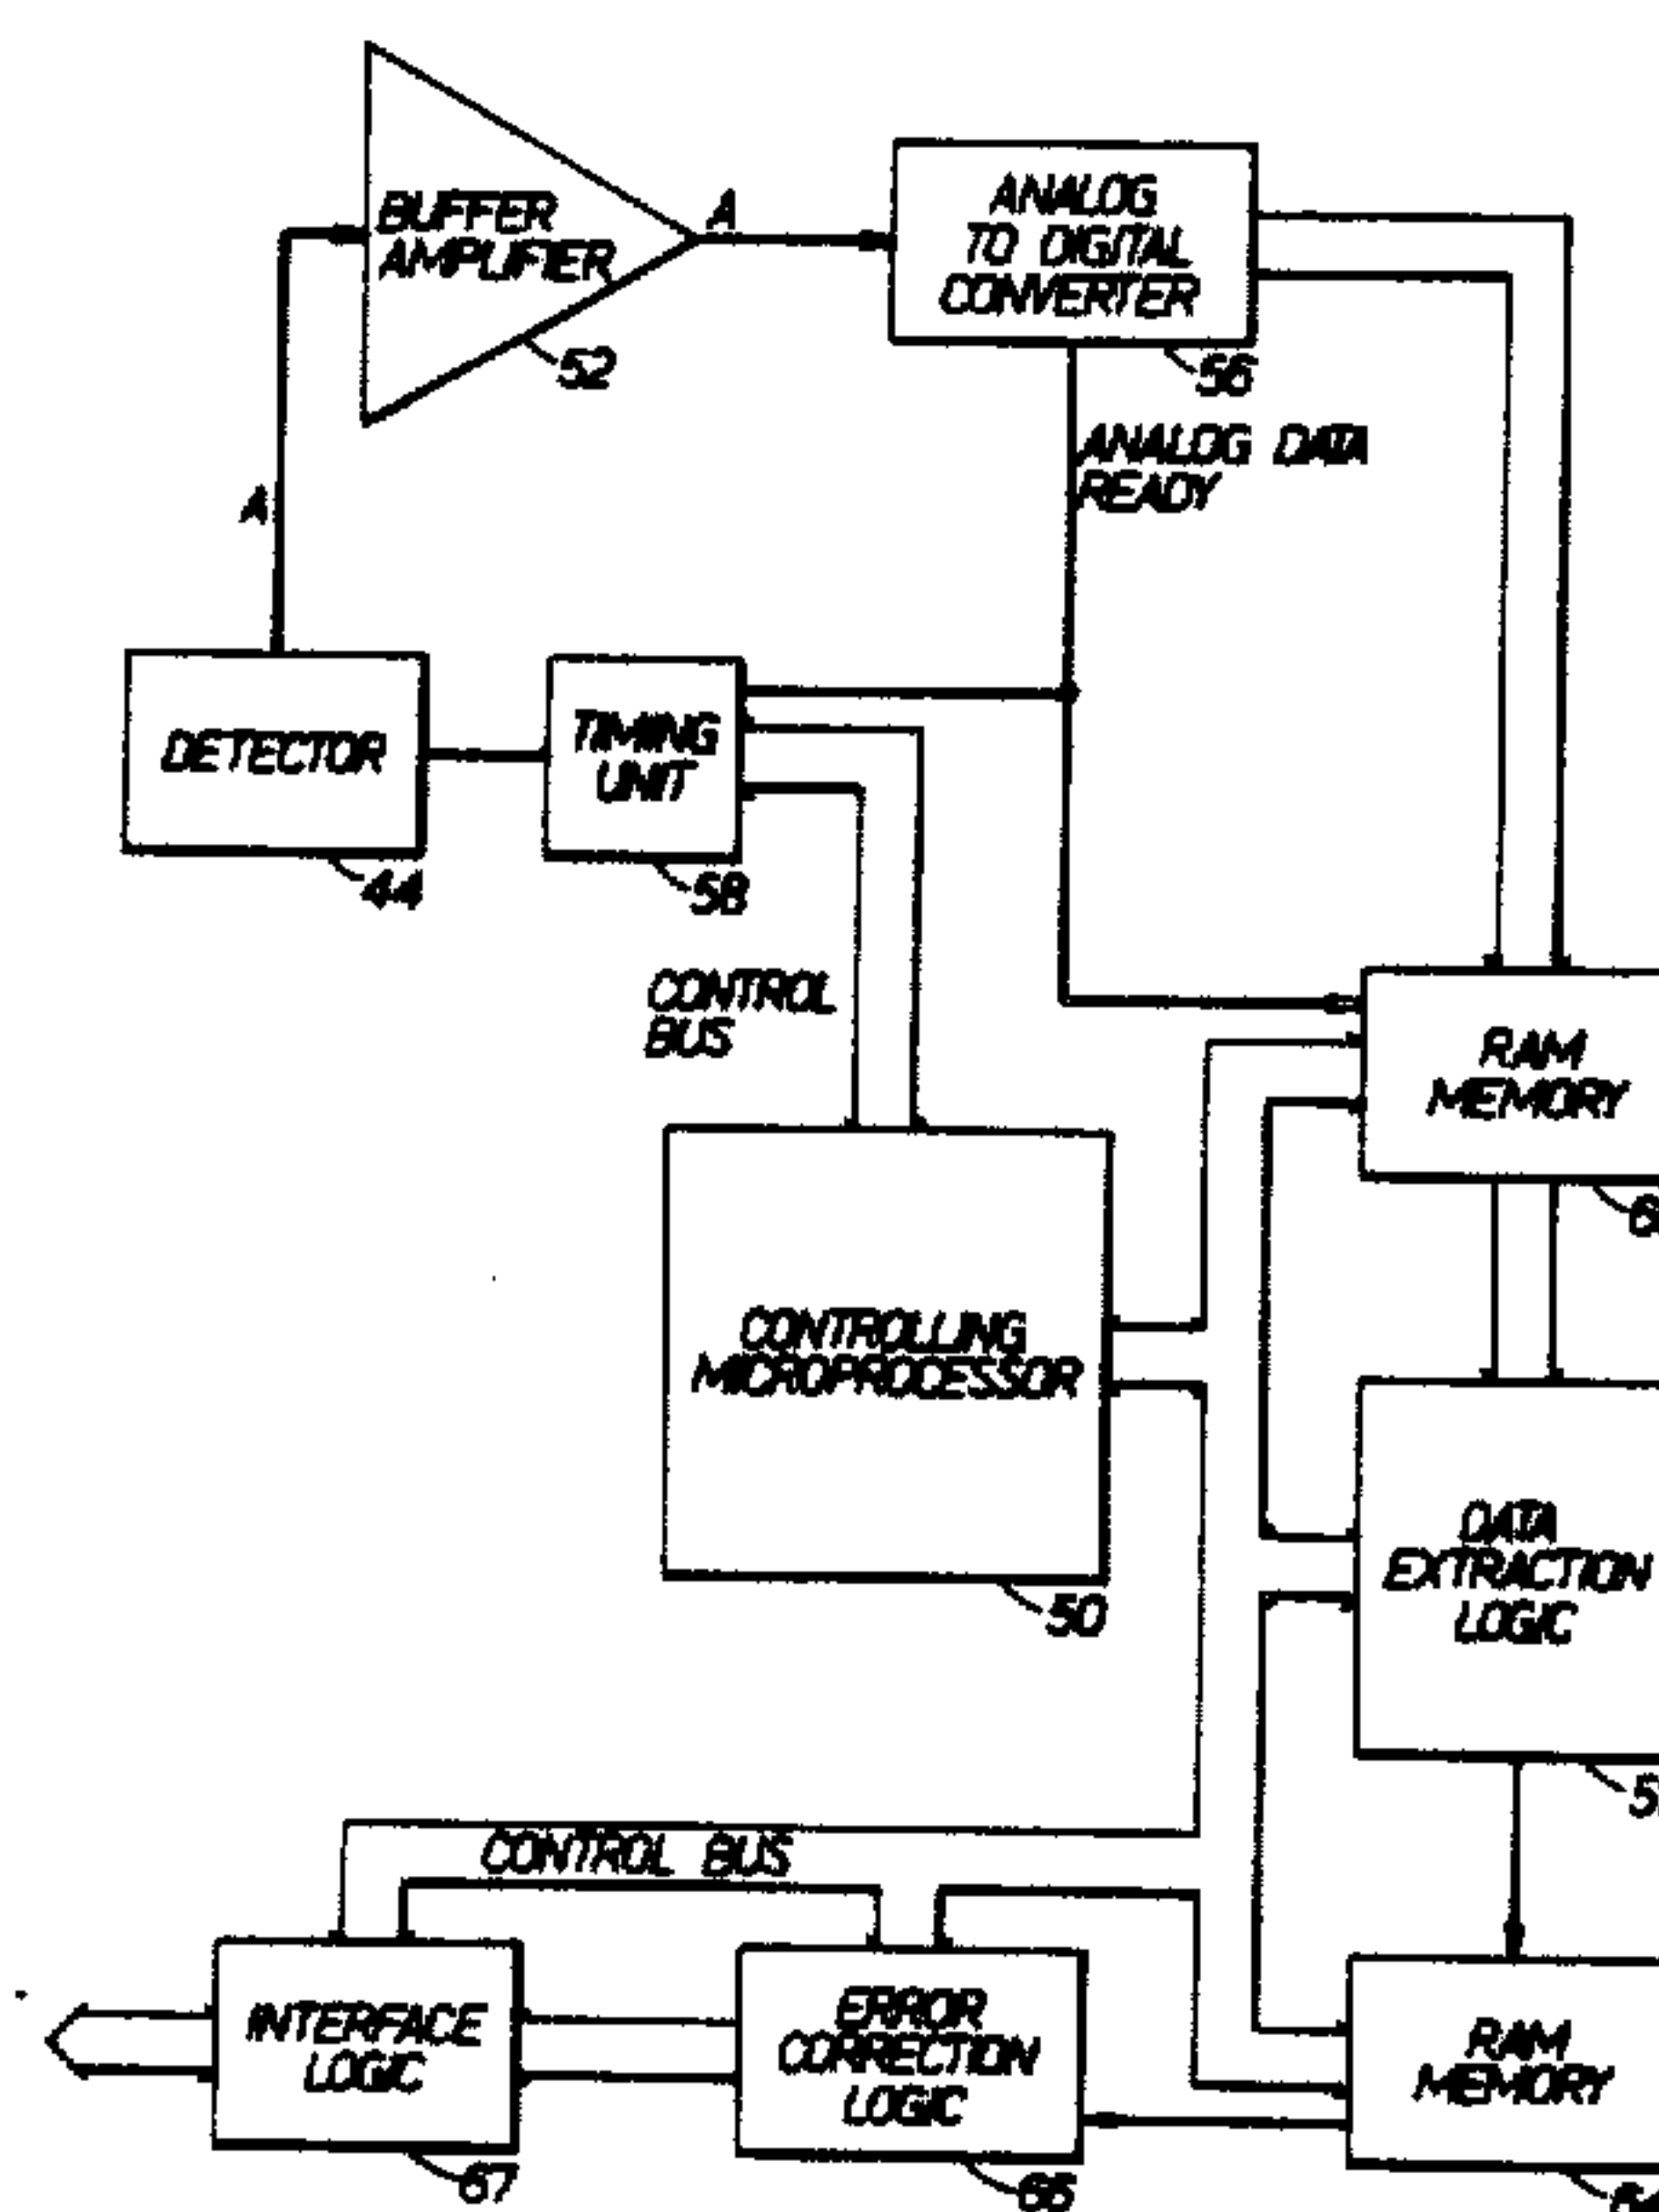 BUFFER
AMPLIFIER
A
52
ANALOG
TO DIGITAL
CONVERTER
56
ANALOG DATA
READY
A
DETECTOR
44
TIMING
UNIT
58
CONTROL
BUS
RAM
MEMORY
CONTROLLING
MICROPROCESSOR
50
DATA
EXTRACTION
LOGIC
CONTROL BUS
INTERFACE
LOGIC
67
ERROR
CORRECTION
LOGIC
66
RAM
MEMORY